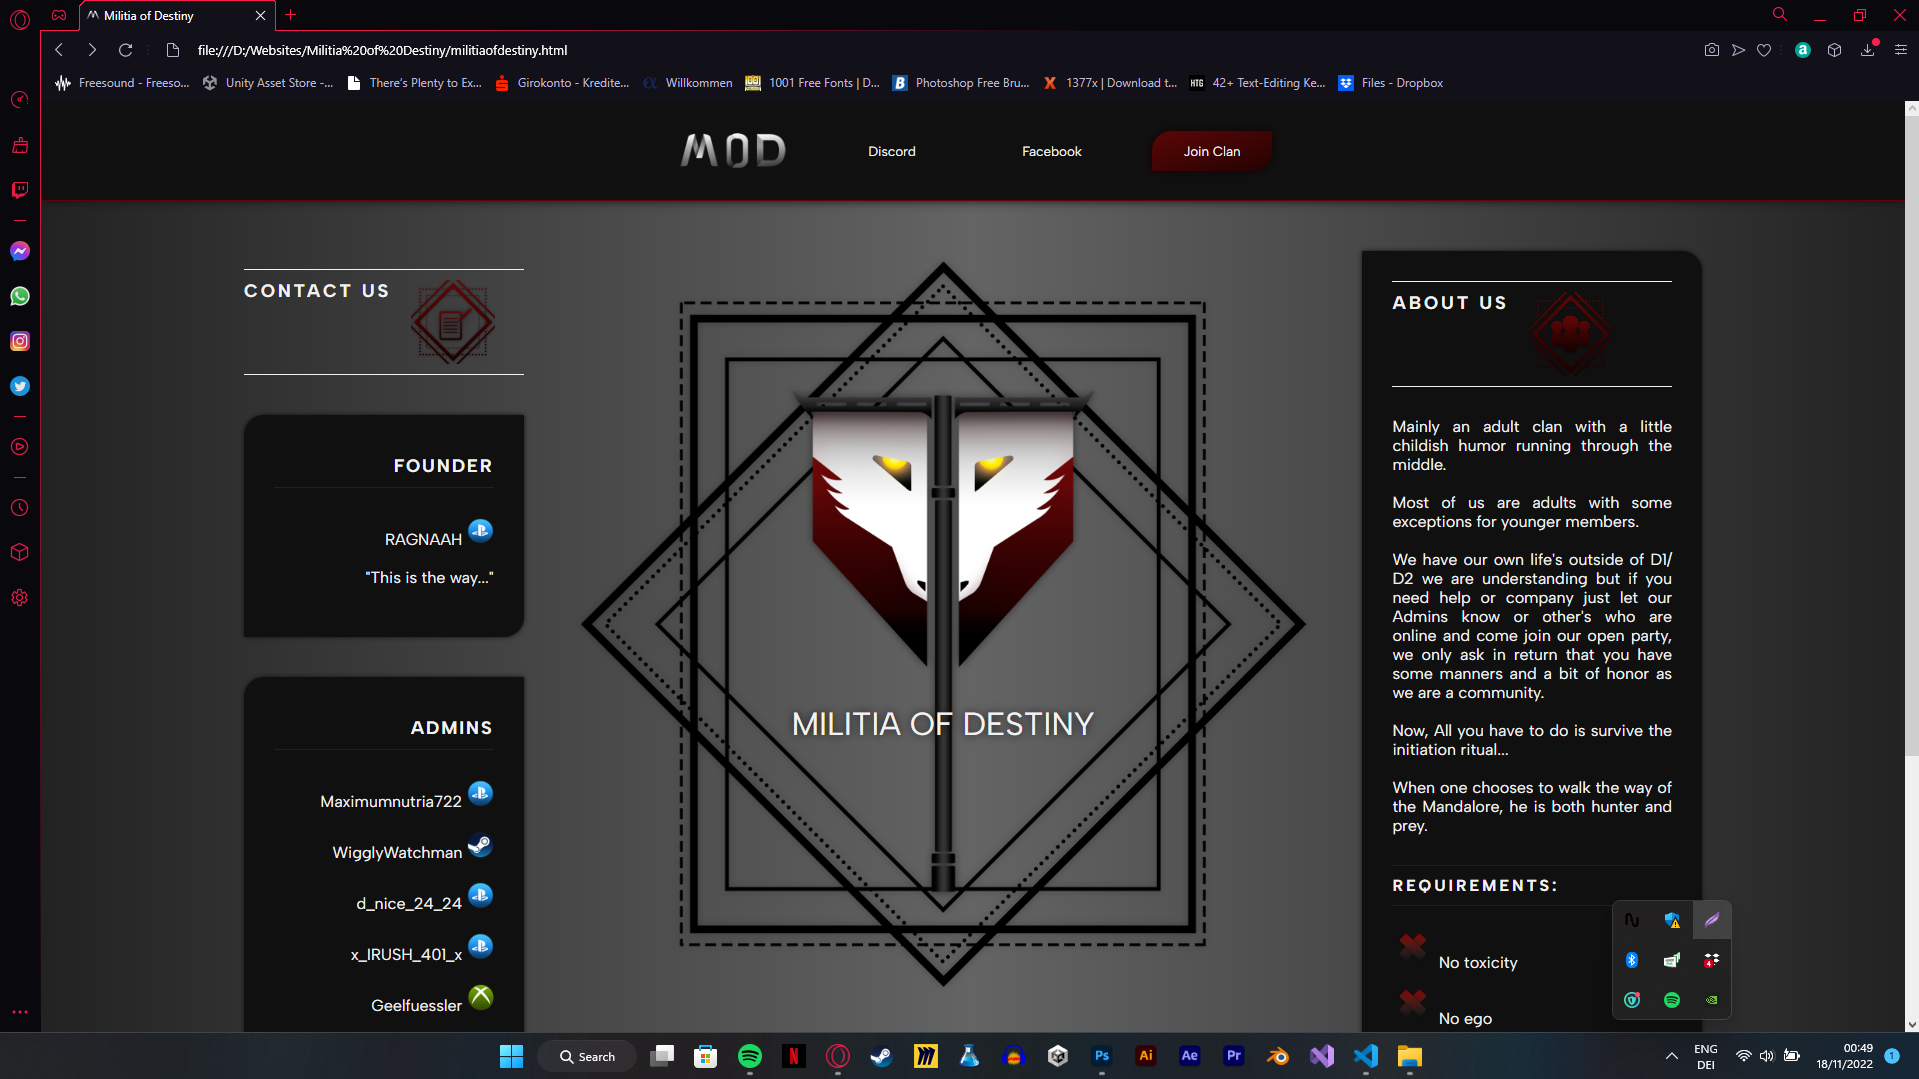 Militia of Destiny
file:///D:/Websites/Militia%20of%20Destiny/militiaofdestiny.html
Freesound - Freeso...
Unity Asset Store -...
There's Plenty to Ex...
Girokonto - Kredite...
Willkommen
1001 Free Fonts | D...
Photoshop Free Bru...
1377x | Download t...
HTG
42+ Text-Editing Ke...
Files - Dropbox
MOD
Discord
Facebook
Join Clan
CONTACT US
FOUNDER
RAGNAAH
"This is the way..."
ADMINS
Maximumnutria722
WigglyWatchman
d_nice_24_24
x_IRUSH_401_x
Geelfuessler
MILITIA OF DESTINY
ABOUT US
Mainly an adult clan with a little
childish humor running through the
middle.
Most of us are adults with some
exceptions for younger members.
We have our own life's outside of D1/
D2 we are understanding but if you
need help or company just let our
Admins know or other's who are
online and come join our open party,
we only ask in return that you have
some manners and a bit of honor as
we are a community.
Now, All you have to do is survive the
initiation ritual...
When one chooses to walk the way of
the Mandalore, he is both hunter and
prey.
REQUIREMENTS:
No toxicity
No ego
Search
Ps
Ai
Ae
Pr
ENG
DEI
00:49
18/11/2022
1